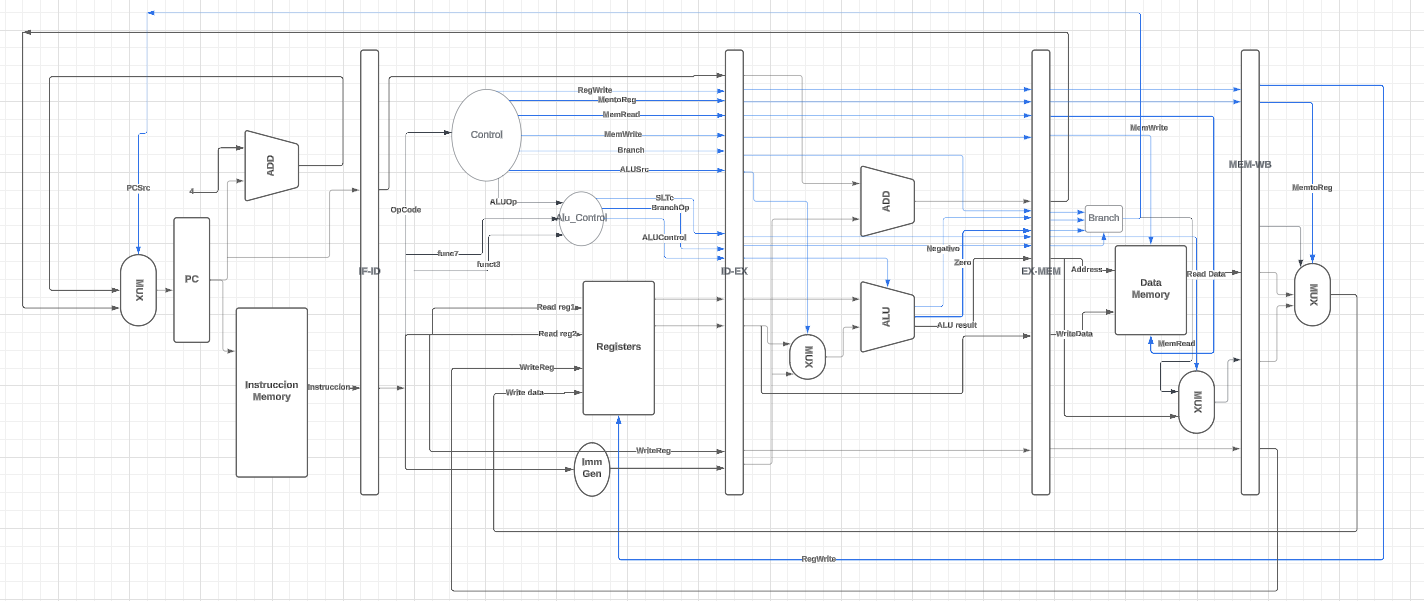 RegWrite
MentoReg
MemRead
MemWrite
Branch
ALUSrc
Control
ADD
4
PCSrc
OpCode
ALUOp
Alu_Control
SLTc
BranchOp
ALUControl
func7
funct3
IF-ID
ID-EX
EX-MEM
MEM-WB
MUX
PC
Instruccion
Memory
Instruccion
Read reg1
Read reg2
WriteReg
Write data
Registers
WriteReg
Imm
Gen
ADD
ALU
MUX
Negativo
Zero
ALU result
MemWrite
Branch
Address
Data
Memory
Read Data
WriteData
MemRead
MUX
MemtoReg
MUX
RegWrite